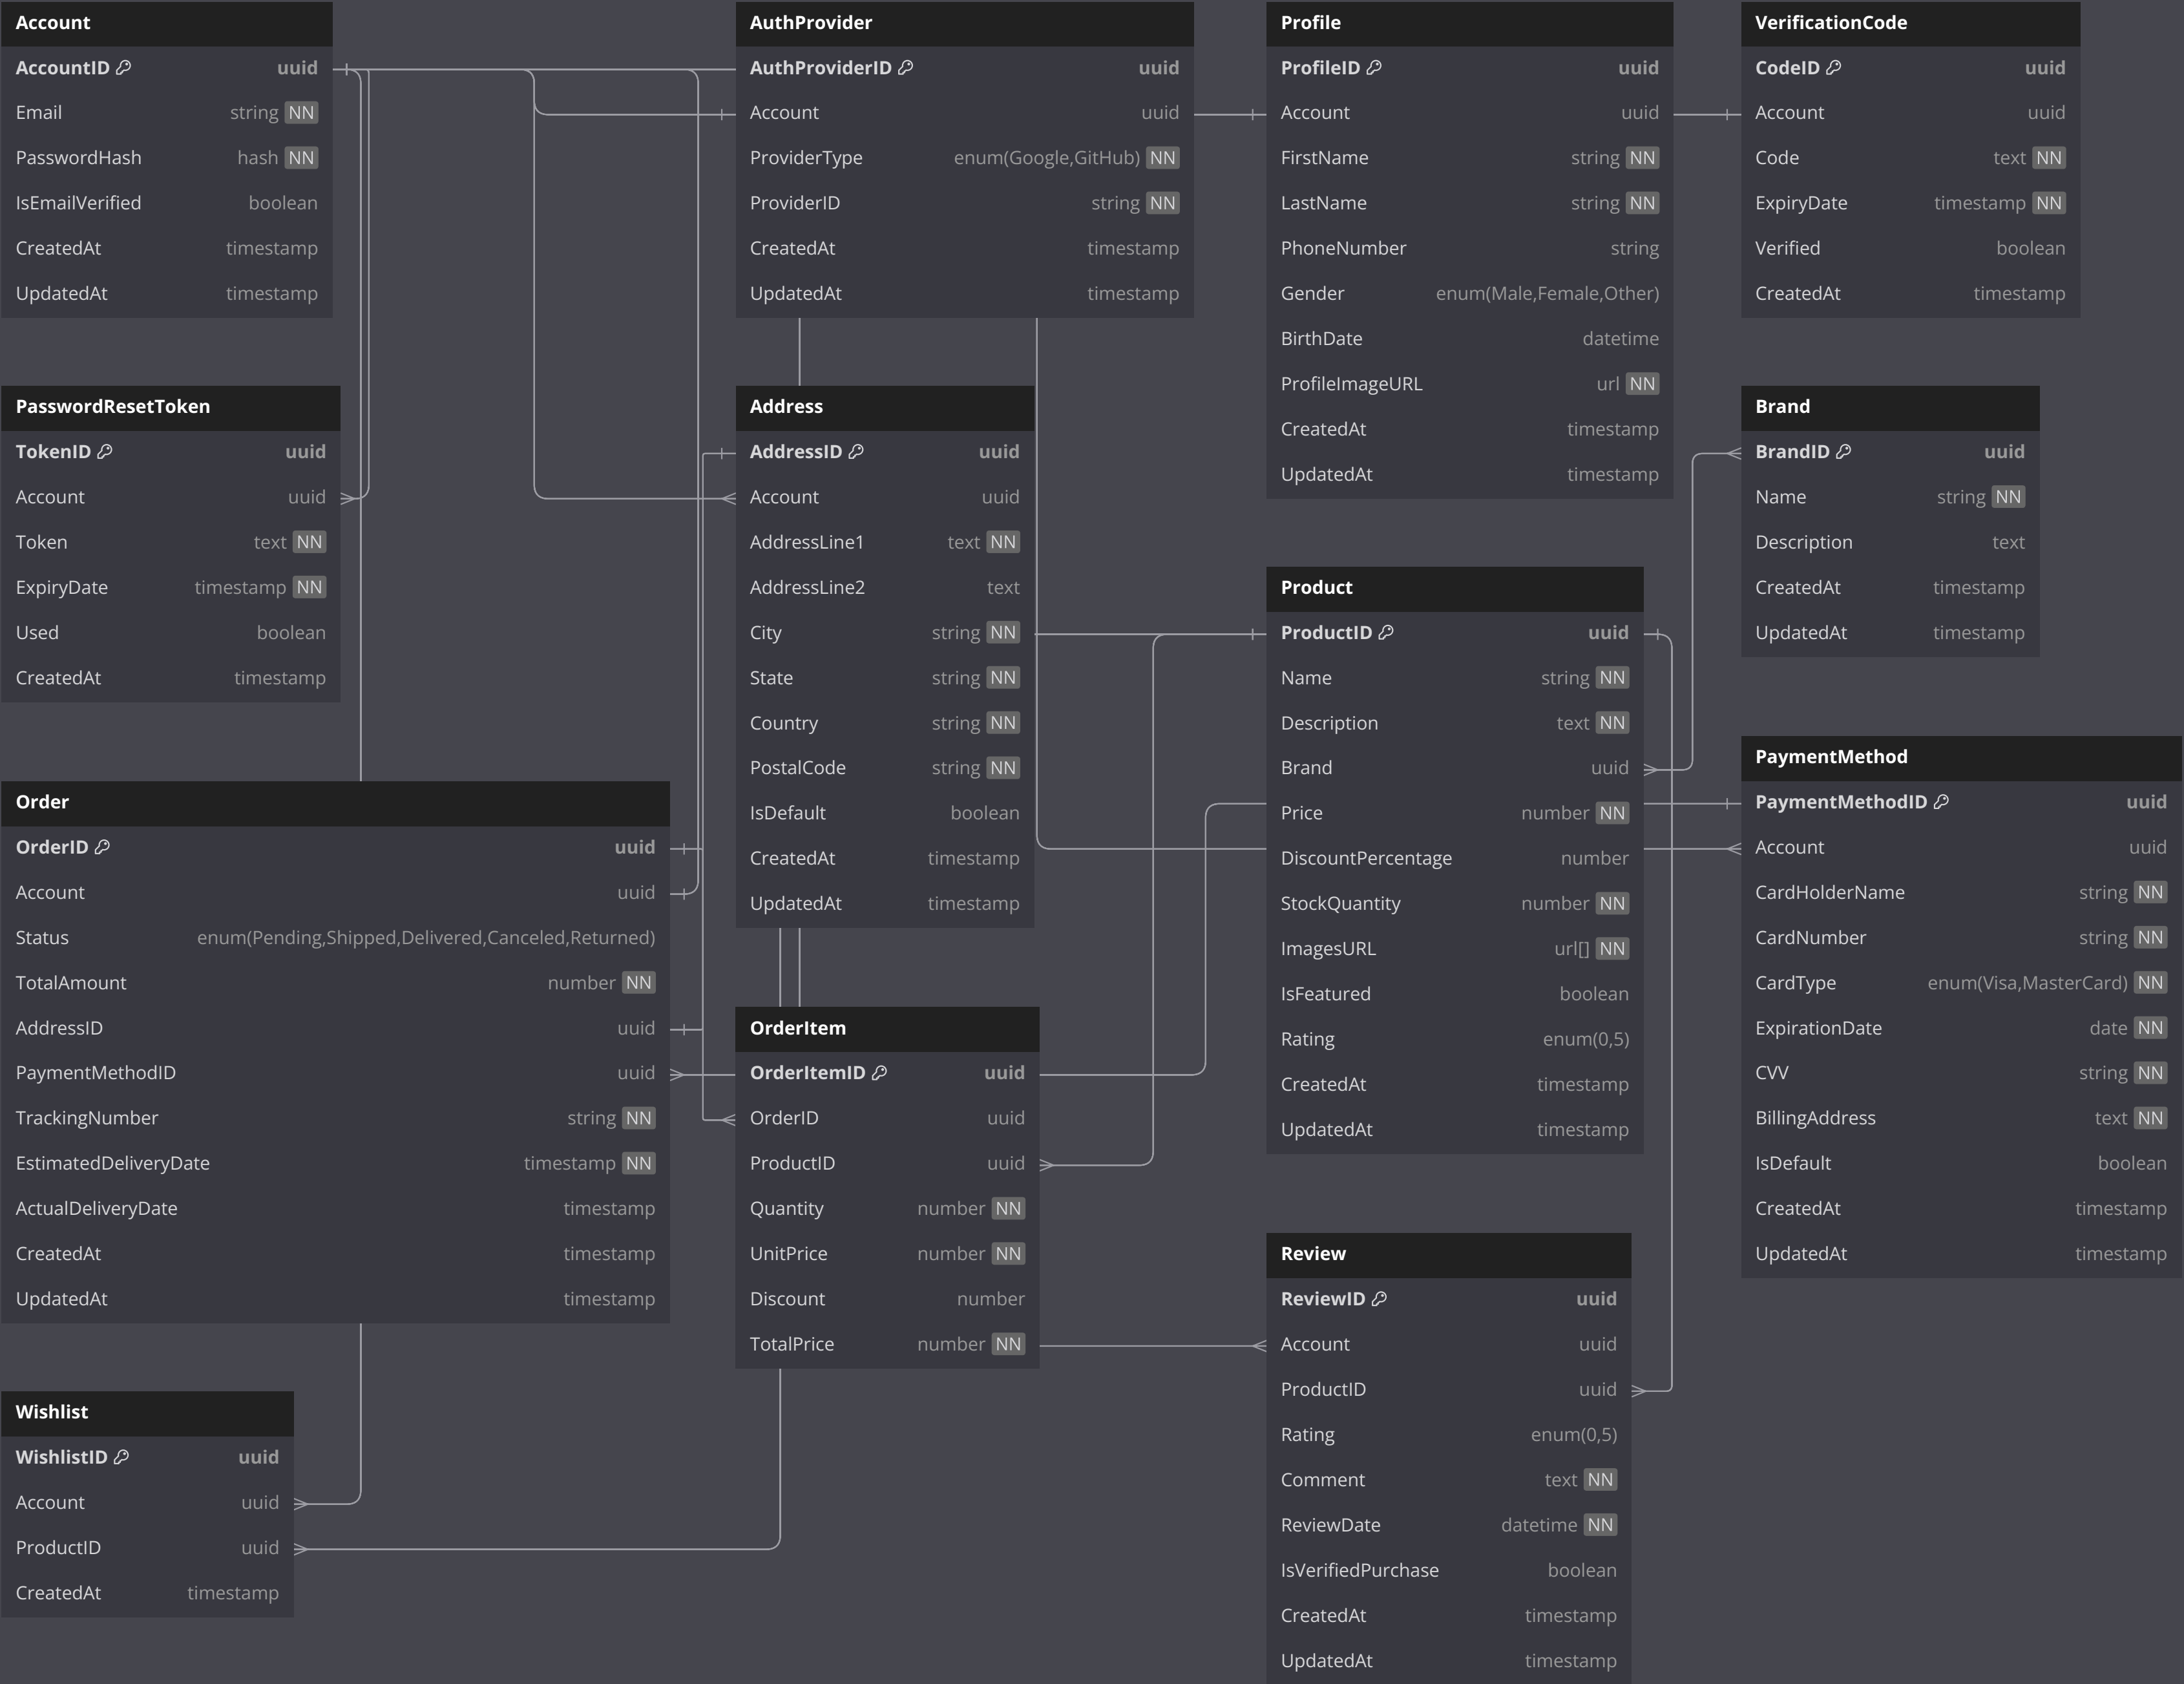 Account
AccountID uuid
Email string NN
PasswordHash hash NN
IsEmailVerified boolean
CreatedAt timestamp
UpdatedAt timestamp
AuthProvider
AuthProviderID uuid
Account uuid
ProviderType enum(Google,GitHub) NN
ProviderID string NN
CreatedAt timestamp
UpdatedAt timestamp
Profile
ProfileID uuid
Account uuid
FirstName string NN
LastName string NN
PhoneNumber string
Gender enum(Male,Female,Other)
BirthDate datetime
ProfileImageURL url NN
CreatedAt timestamp
UpdatedAt timestamp
VerificationCode
CodeID uuid
Account uuid
Code text NN
ExpiryDate timestamp NN
Verified boolean
CreatedAt timestamp
PasswordResetToken
TokenID uuid
Account uuid
Token text NN
ExpiryDate timestamp NN
Used boolean
CreatedAt timestamp
Address
AddressID uuid
Account uuid
AddressLine1 text NN
AddressLine2 text
City string NN
State string NN
Country string NN
PostalCode string NN
IsDefault boolean
CreatedAt timestamp
UpdatedAt timestamp
Brand
BrandID uuid
Name string NN
Description text
CreatedAt timestamp
UpdatedAt timestamp
Product
ProductID uuid
Name string NN
Description text NN
Brand uuid
Price number NN
DiscountPercentage number
StockQuantity number NN
ImagesURL url[] NN
IsFeatured boolean
Rating enum(0,5)
CreatedAt timestamp
UpdatedAt timestamp
PaymentMethod
PaymentMethodID uuid
Account uuid
CardHolderName string NN
CardNumber string NN
CardType enum(Visa,MasterCard) NN
ExpirationDate date NN
CVV string NN
BillingAddress text NN
IsDefault boolean
CreatedAt timestamp
UpdatedAt timestamp
Order
OrderID uuid
Account uuid
Status enum(Pending,Shipped,Delivered,Canceled,Returned)
TotalAmount number NN
AddressID uuid
PaymentMethodID uuid
TrackingNumber string NN
EstimatedDeliveryDate timestamp NN
ActualDeliveryDate timestamp
CreatedAt timestamp
UpdatedAt timestamp
OrderItem
OrderItemID uuid
OrderID uuid
ProductID uuid
Quantity number NN
UnitPrice number NN
Discount number
TotalPrice number NN
Review
ReviewID uuid
Account uuid
ProductID uuid
Rating enum(0,5)
Comment text NN
ReviewDate datetime NN
IsVerifiedPurchase boolean
CreatedAt timestamp
UpdatedAt timestamp
Wishlist
WishlistID uuid
Account uuid
ProductID uuid
CreatedAt timestamp